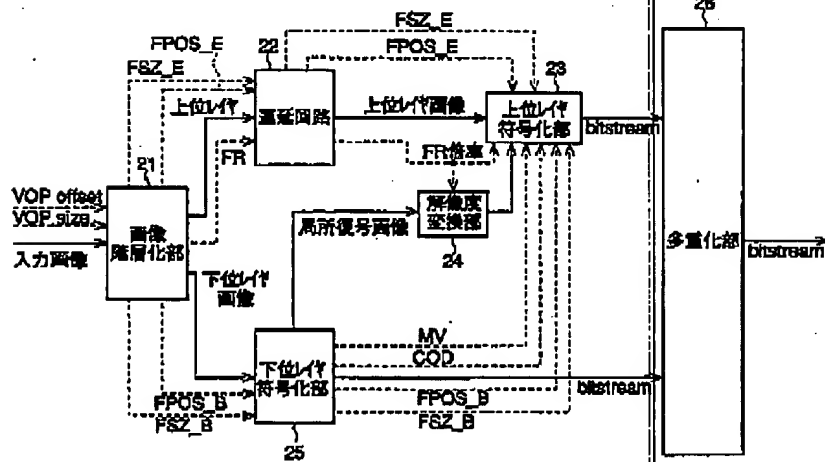 26
FSZ_E
FPOS_E
22
FPOS_E
FSZ_E
23
上位レイヤ
遅延回路
上位レイヤ画像
上位レイヤ
符号化部
bitstream
FR
FR倍率
21
VOP offset
VOP size
入力画像
画像
階層化部
局所復号画像
解像度
変換部
24
多重化部
bitstream
下位レイヤ
画像
MV
COD
下位レイヤ
符号化部
bitstream
FPOS_B
FSZ_B
FPOS_B
FSZ_B
25